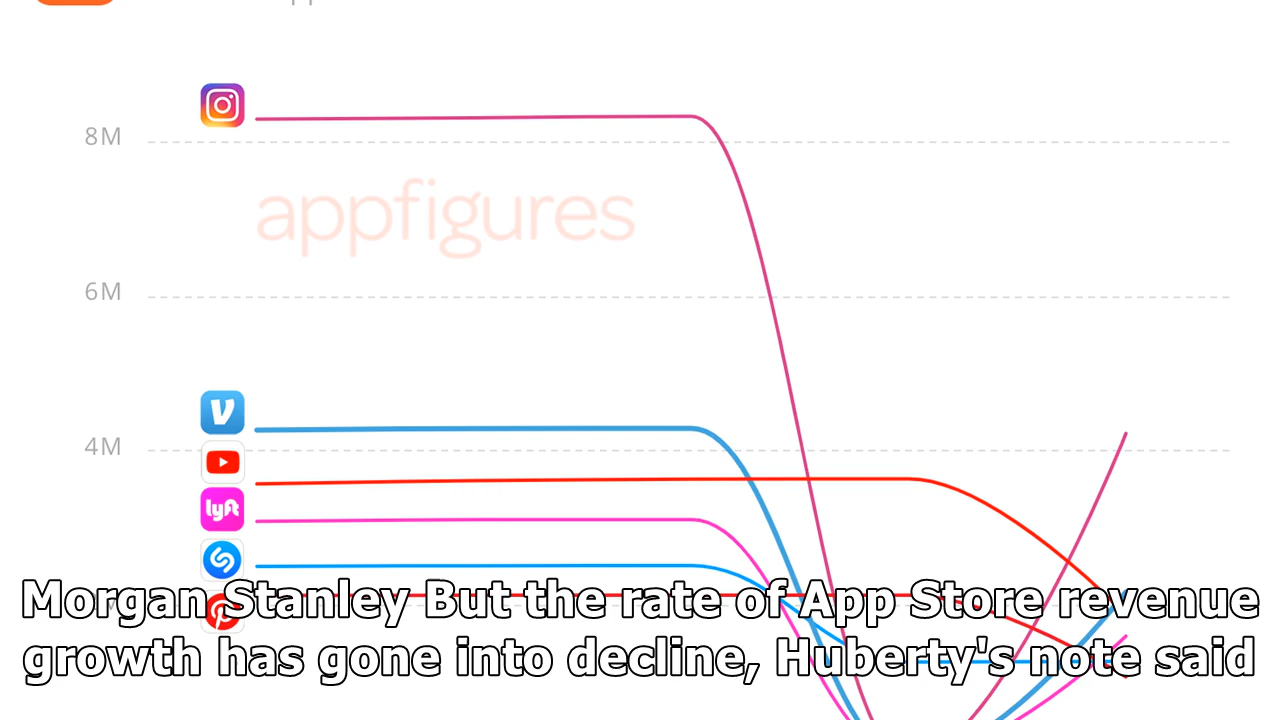 8M
appfigures
6M
4M
lyft
Morgan Stanley But the rate of App Store revenue
growth has gone into decline, Huberty's note said